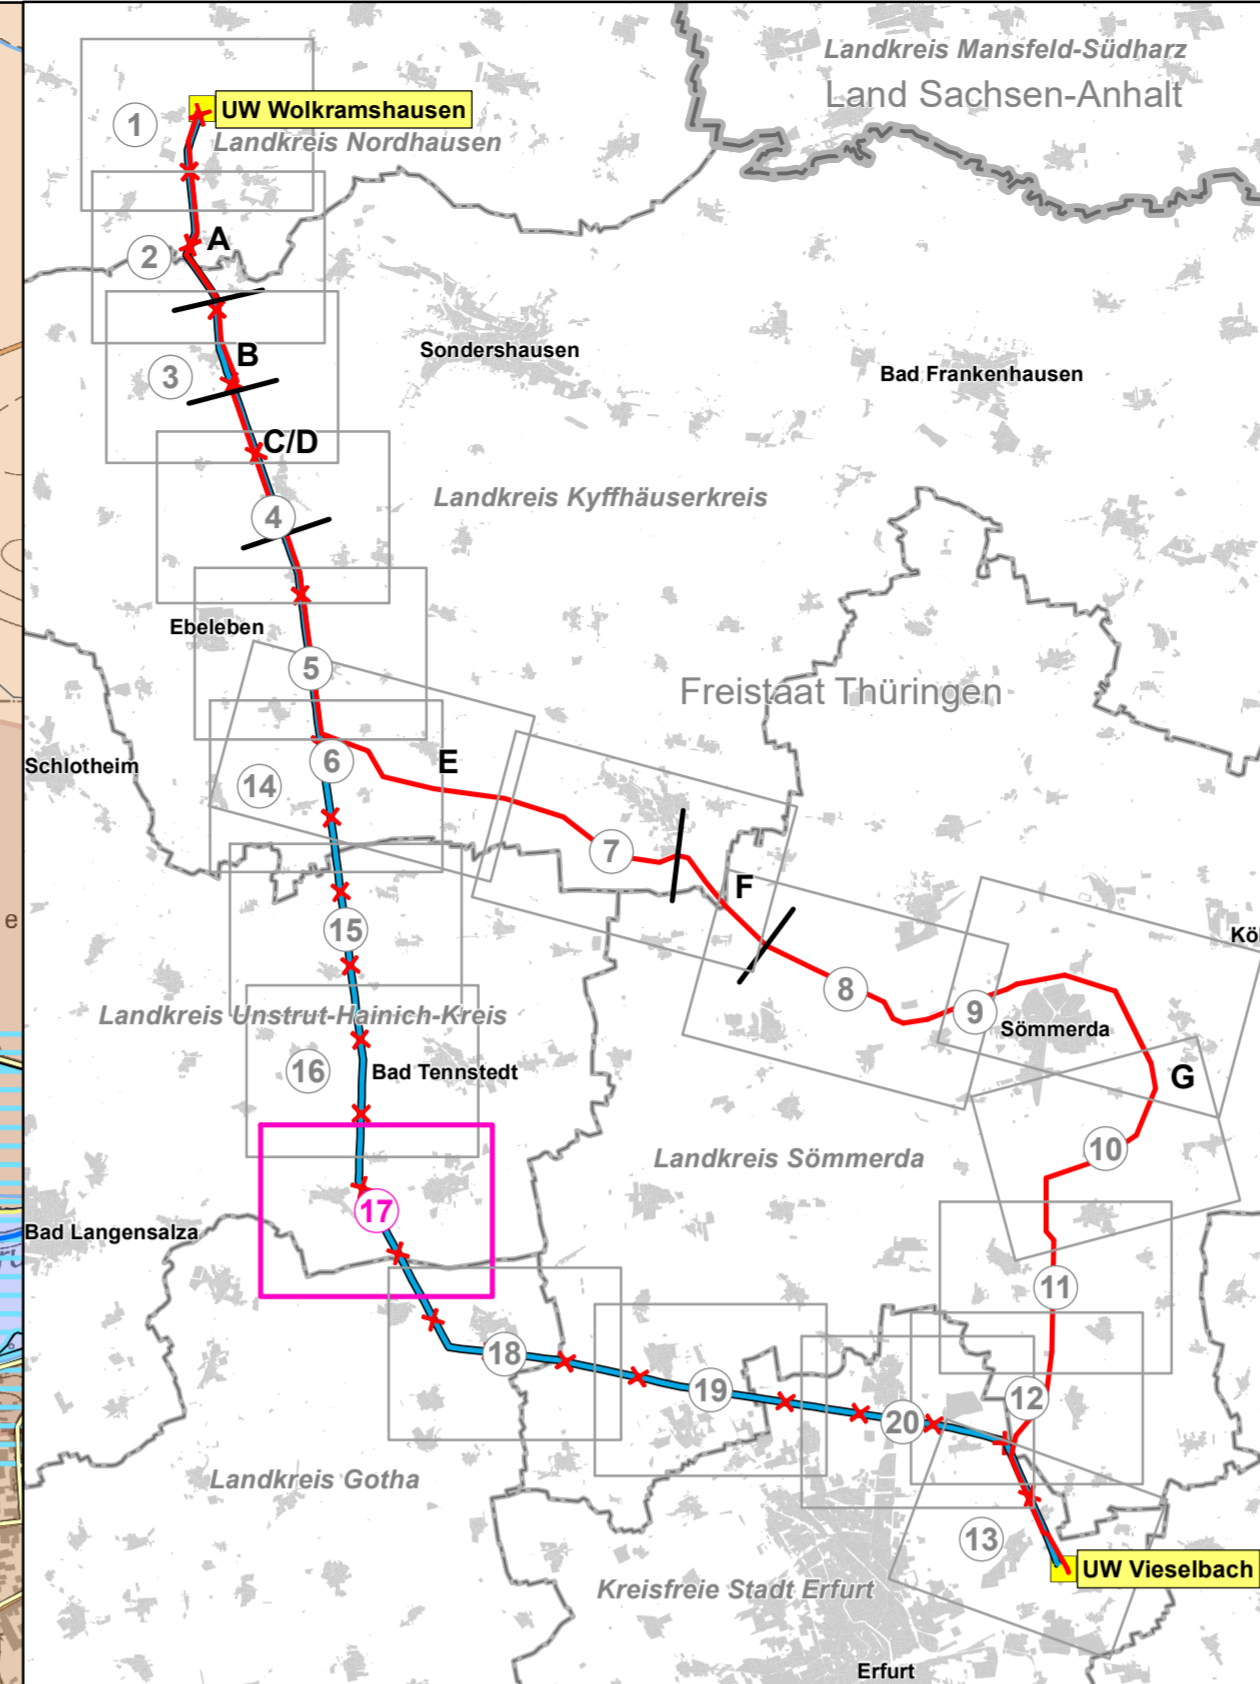 Landkreis Mansfeld-Südharz
Land Sachsen-Anhalt
UW Wolkramshausen
1
Landkreis Nordhausen
A
2
Sondershausen
B
3
Bad Frankenhausen
C/D
Landkreis Kyffhäuserkreis
4
Ebeleben
5
Freistaat Thüringen
Schlotheim
6
E
14
7
F
e
15
Kö
8
9
Landkreis Unstrut-Hainich-Kreis
Sömmerda
16
Bad Tennstedt
G
10
Landkreis Sömmerda
17
Bad Langensalza
11
18
19
12
20
Landkreis Gotha
13
UW Vieselbach
Kreisfreie Stadt Erfurt
Erfurt